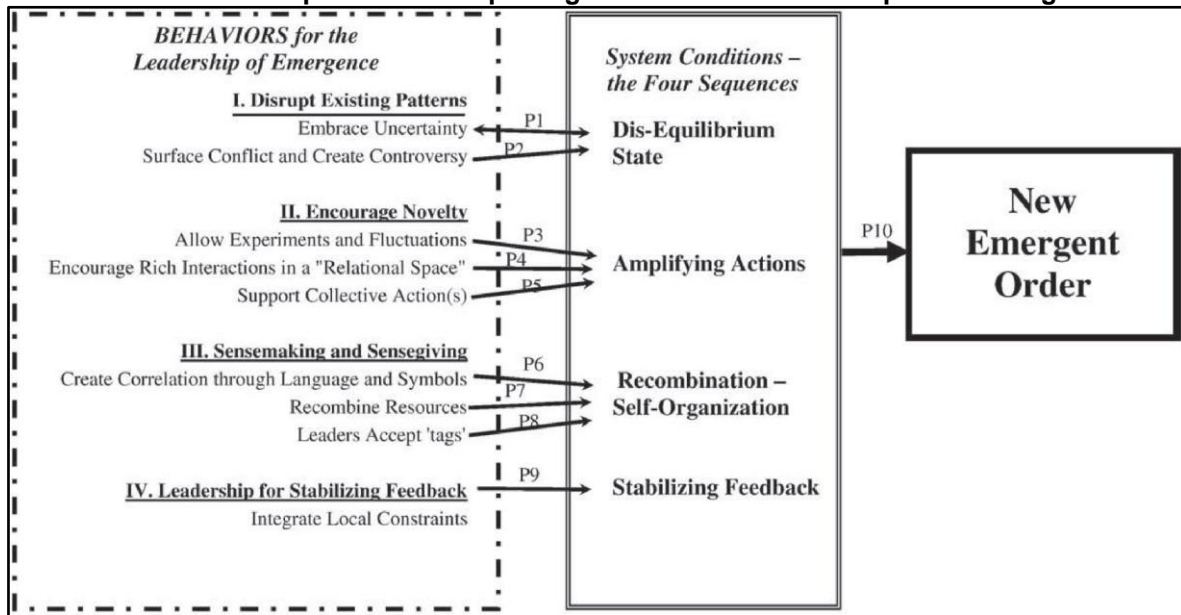 BEHAVIORS for the
Leadership of Emergence
I. Disrupt Existing Patterns
Embrace Uncertainty
Surface Conflict and Create Controversy
II. Encourage Novelty
Allow Experiments and Fluctuations
Encourage Rich Interactions in a "Relational Space"
Support Collective Action(s)
III. Sensemaking and Sensegiving
Create Correlation through Language and Symbols
Recombine Resources
Leaders Accept 'tags'
IV. Leadership for Stabilizing Feedback
Integrate Local Constraints
P1
P2
P3
P4
P5
P6
P7
P8
P9
System Conditions –
the Four Sequences
Dis-Equilibrium
State
Amplifying Actions
Recombination –
Self-Organization
Stabilizing Feedback
P10
New
Emergent
Order